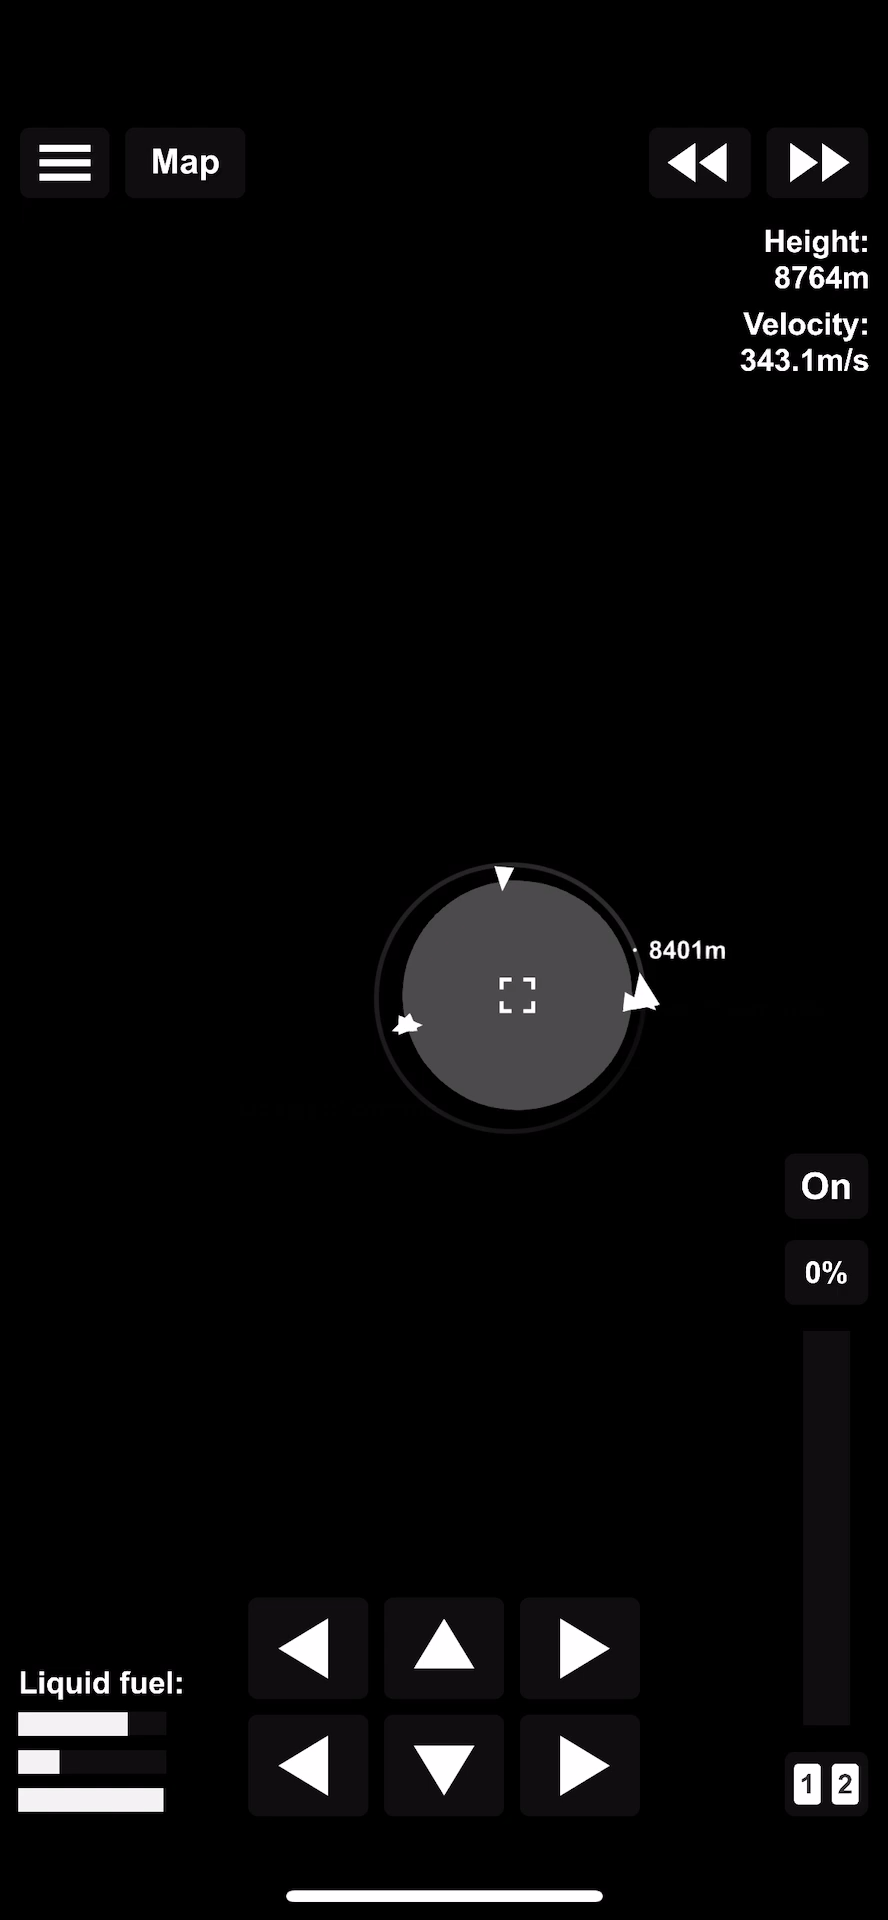 Map
Height:
8764m
Velocity:
343.1m/s
8401m
On
0%
Liquid fuel:
1 2